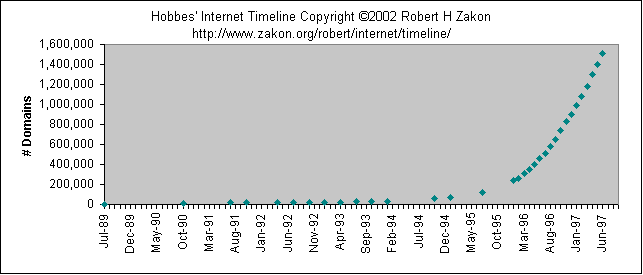 Hobbes' Internet Timeline Copyright ©2002 Robert H Zakon
http://www.zakon.org/robert/internet/timeline/
# Domains
1,600,000
1,400,000
1,200,000
1,000,000
800,000
600,000
400,000
200,000
0
Jul-89
Dec-89
May-90
Oct-90
Mar-91
Aug-91
Jan-92
Jun-92
Nov-92
Apr-93
Sep-93
Feb-94
Jul-94
Dec-94
May-95
Oct-95
Mar-96
Aug-96
Jan-97
Jun-97